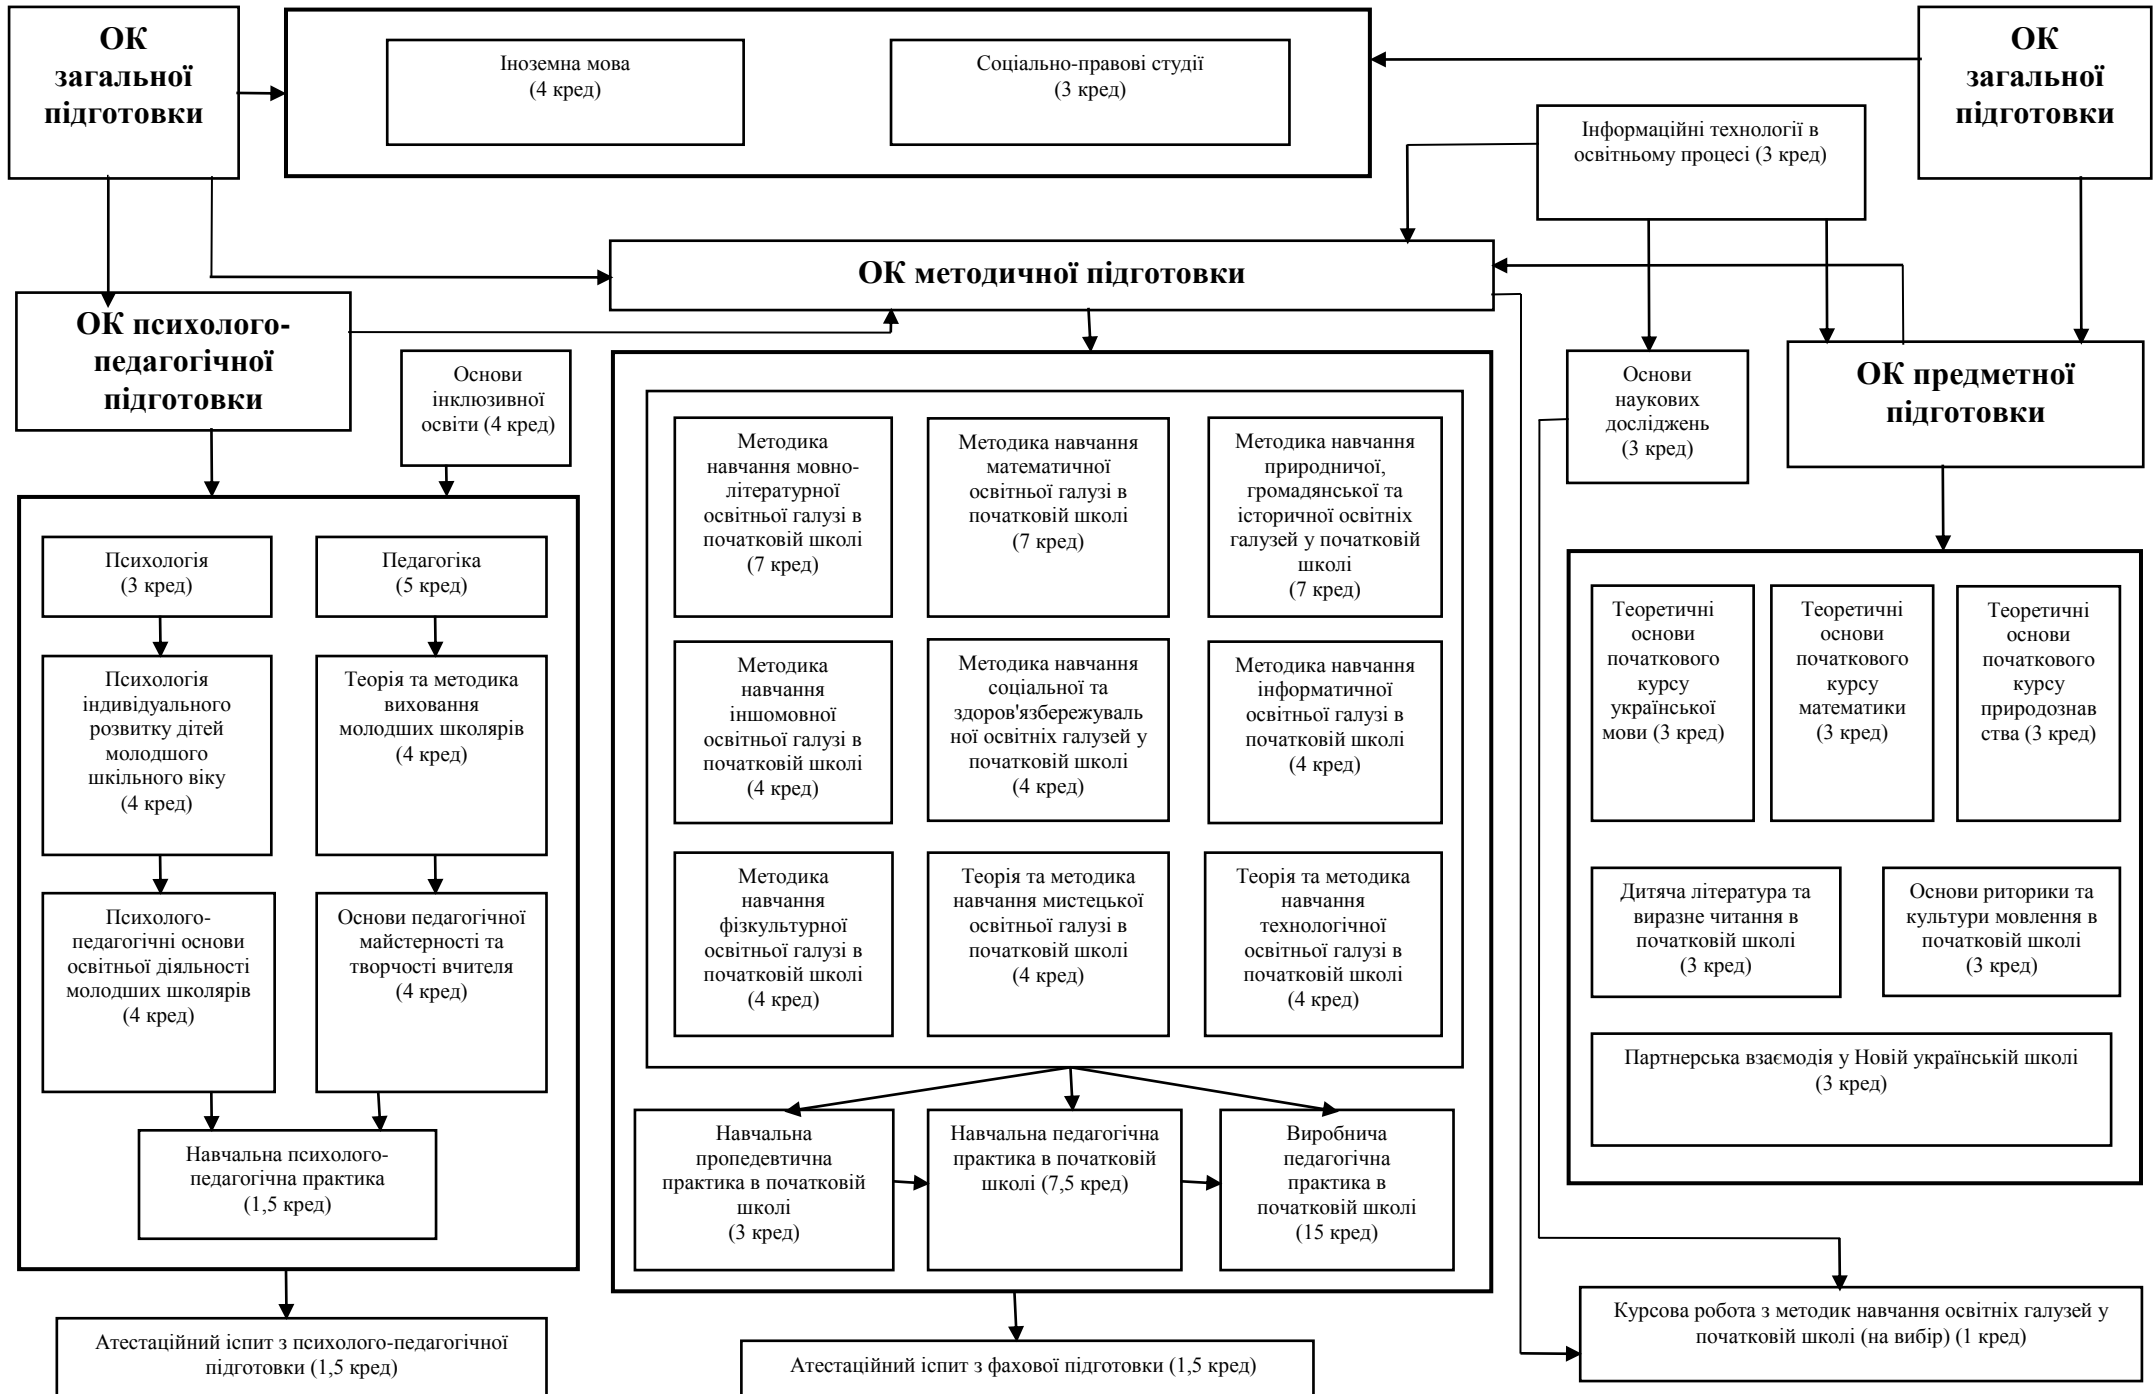 ОК
загальної
підготовки
Іноземна мова
(4 кред)
Соціально-правові студії
(3 кред)
ОК
загальної
підготовки
Інформаційні технології в
освітньому процесі (3 кред)
ОК методичної підготовки
ОК психолого-
педагогічної
підготовки
Основи
інклюзивної
освіти (4 кред)
Основи
наукових
досліджень
(3 кред)
ОК предметної
підготовки
Психологія
(3 кред)
Педагогіка
(5 кред)
Психологія
індивідуального
розвитку дітей
молодшого
шкільного віку
(4 кред)
Теорія та методика
виховання
молодших школярів
(4 кред)
Психолого-
педагогічні основи
освітньої діяльності
молодших школярів
(4 кред)
Основи педагогічної
майстерності та
творчості вчителя
(4 кред)
Навчальна психолого-
педагогічна практика
(1,5 кред)
Атестаційний іспит з психолого-педагогічної
підготовки (1,5 кред)
Методика
навчання мовно-
літературної
освітньої галузі в
початковій школі
(7 кред)
Методика навчання
математичної
освітньої галузі в
початковій школі
(7 кред)
Методика навчання
природничої,
громадянської та
історичної освітніх
галузей у початковій
школі
(7 кред)
Методика
навчання
іншомовної
освітньої галузі в
початковій школі
(4 кред)
Методика навчання
соціальної та
здоров'язбережуваль
ної освітніх галузей у
початковій школі
(4 кред)
Методика навчання
інформатичної
освітньої галузі в
початковій школі
(4 кред)
Методика
навчання
фізкультурної
освітньої галузі в
початковій школі
(4 кред)
Теорія та методика
навчання мистецької
освітньої галузі в
початковій школі
(4 кред)
Теорія та методика
навчання
технологічної
освітньої галузі в
початковій школі
(4 кред)
Навчальна
пропедевтична
практика в початковій
школі
(3 кред)
Навчальна педагогічна
практика в початковій
школі (7,5 кред)
Виробнича
педагогічна
практика в
початковій школі
(15 кред)
Атестаційний іспит з фахової підготовки (1,5 кред)
Теоретичні
основи
початкового
курсу
української
мови (3 кред)
Теоретичні
основи
початкового
курсу
математики
(3 кред)
Теоретичні
основи
початкового
курсу
природознав
ства (3 кред)
Дитяча література та
виразне читання в
початковій школі
(3 кред)
Основи риторики та
культури мовлення в
початковій школі
(3 кред)
Партнерська взаємодія у Новій українській школі
(3 кред)
Курсова робота з методик навчання освітніх галузей у
початковій школі (на вибір) (1 кред)